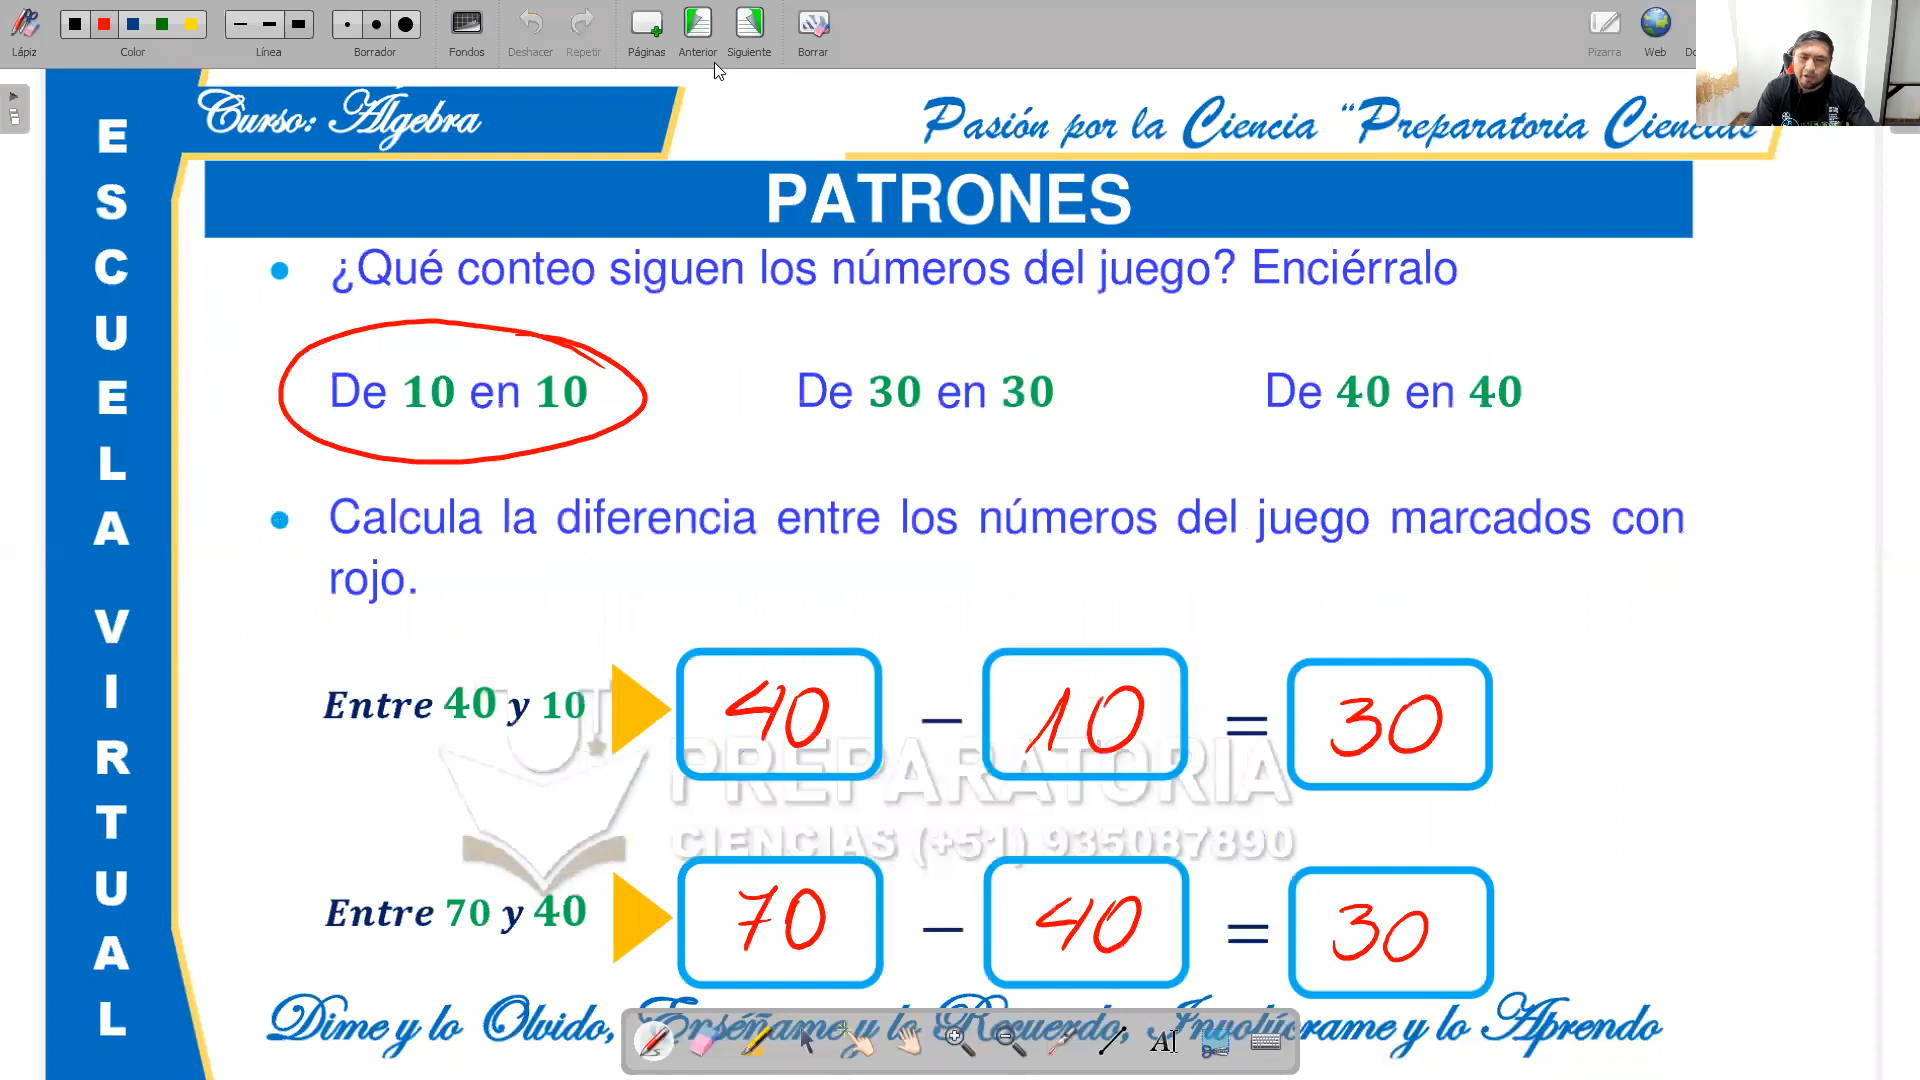 Lápiz
Color
Línea
Borrador
Fondos
Deshacer
Repetir
Páginas
Anterior
Siguiente
Borrar
Pizarra
Web
Curso: Álgebra
Pasión por la Ciencia “Preparatoria Ciencias
ESCUELA VIRTUAL
PATRONES
• ¿Qué conteo siguen los números del juego? Enciérralo
De 10 en 10
De 30 en 30
De 40 en 40
• Calcula la diferencia entre los números del juego marcados con
rojo.
Entre 40 y 10
40 − 10 = 30
PREPARATORIA
CIENCIAS (+51) 935087890
Entre 70 y 40
70 − 40 = 30
Dime y lo Olvido, Enséñame y lo Recuerdo, Involúcrame y lo Aprendo